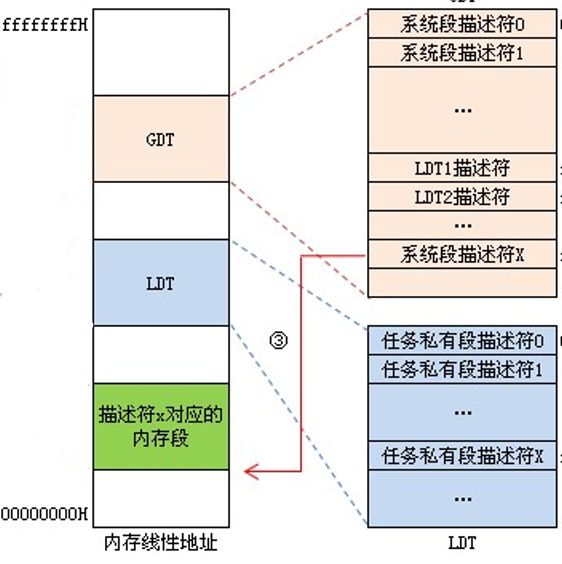 ffffffffH
GDT
LDT
描述符x对应的
内存段
00000000H
内存线性地址
③
系统段描述符0
系统段描述符1
...
LDT1描述符
LDT2描述符
...
系统段描述符X
任务私有段描述符0
任务私有段描述符1
...
任务私有段描述符X
...
LDT